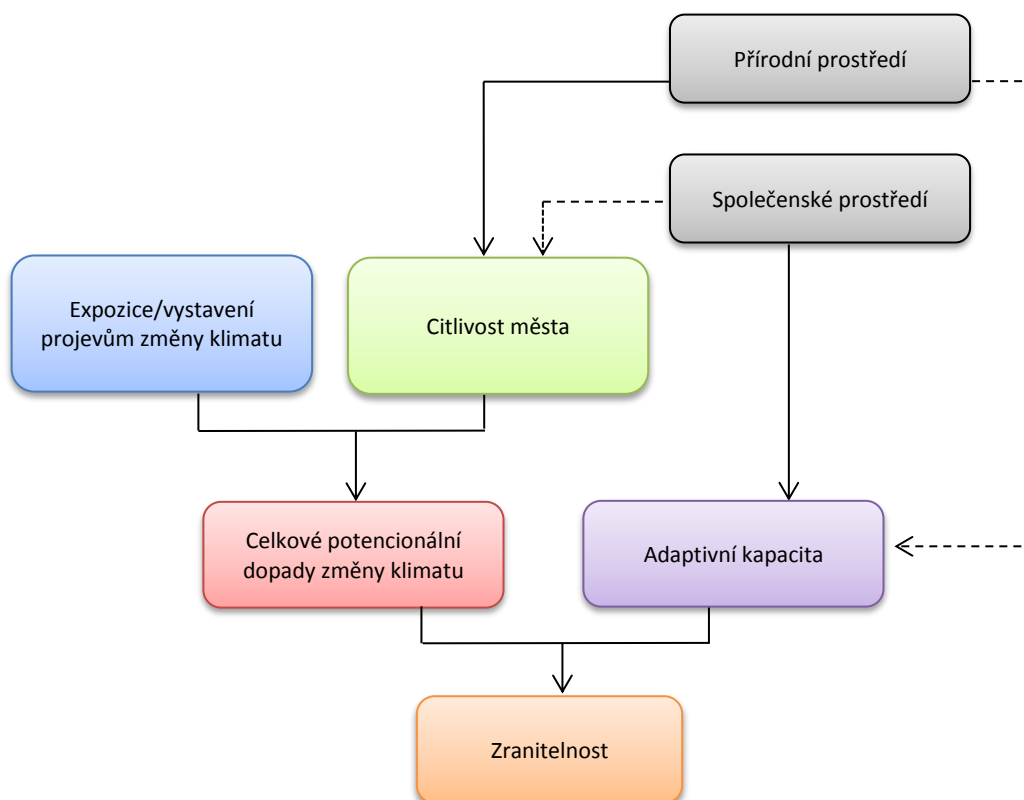 Přírodní prostředí
Společenské prostředí
Expozice/vystavení
projevům změny klimatu
Citlivost města
Celkové potencionální
dopady změny klimatu
Adaptivní kapacita
Zranitelnost